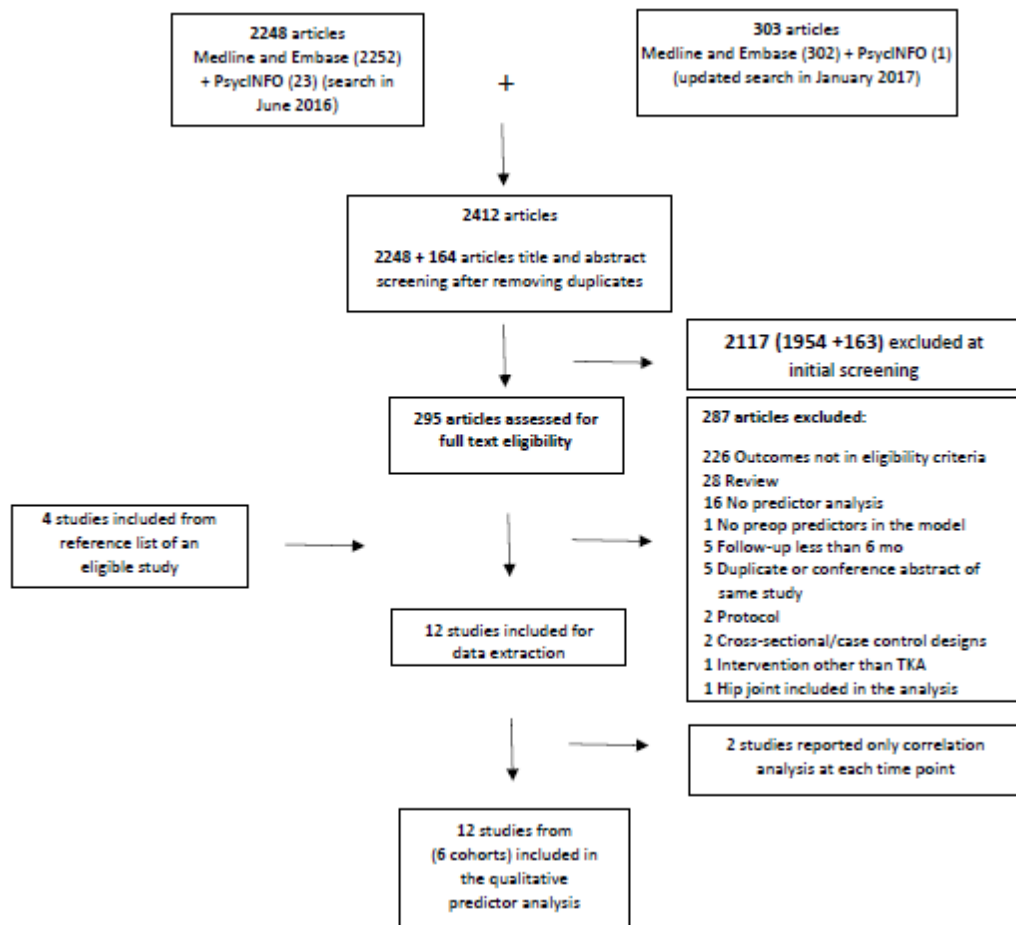 2248 articles
Medline and Embase (2252)
+ PsycINFO (23) (search in
June 2016)
+
303 articles
Medline and Embase (302) + PsycINFO (1)
(updated search in January 2017)
2412 articles
2248 + 164 articles title and abstract
screening after removing duplicates
2117 (1954 +163) excluded at
initial screening
295 articles assessed for
full text eligibility
287 articles excluded:
226 Outcomes not in eligibility criteria
28 Review
16 No predictor analysis
1 No preop predictors in the model
5 Follow-up less than 6 mo
5 Duplicate or conference abstract of
same study
2 Protocol
2 Cross-sectional/case control designs
1 Intervention other than TKA
1 Hip joint included in the analysis
4 studies included from
reference list of an
eligible study
12 studies included for
data extraction
2 studies reported only correlation
analysis at each time point
12 studies from
(6 cohorts) included in
the qualitative
predictor analysis